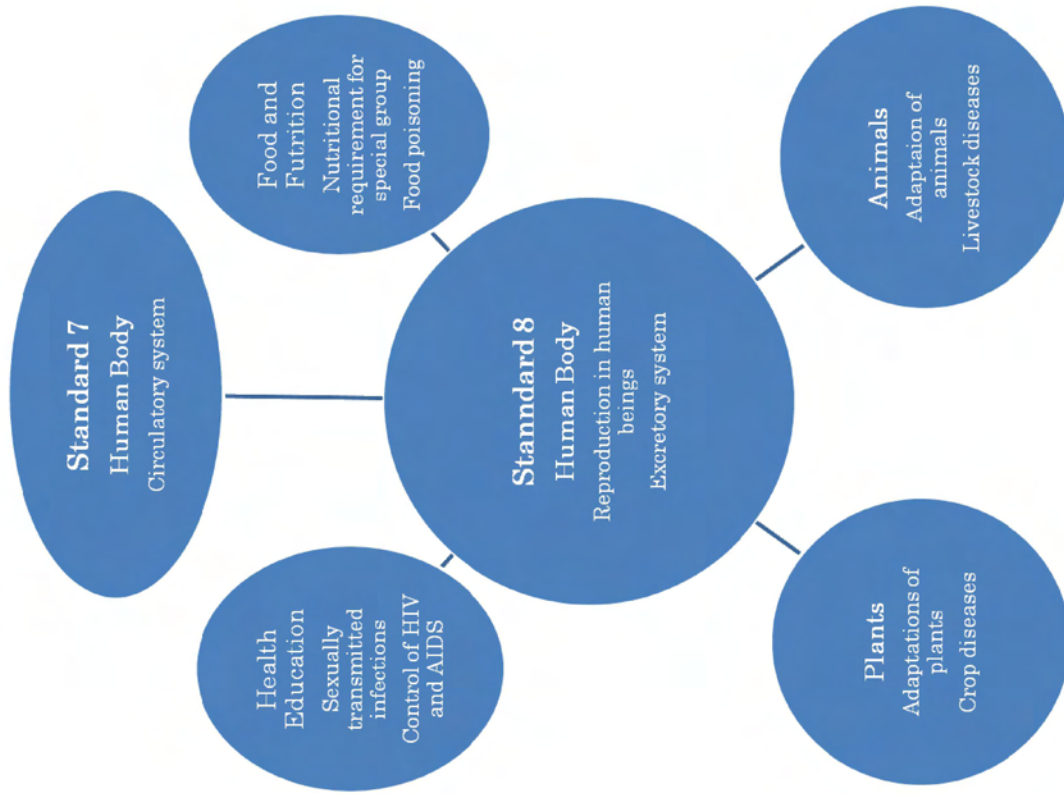 Standard 7
Human Body
Circulatory system
Health
Education
Sexually
transmitted
infections
Control of HIV
and AIDS
Food and
Futrition
Nutritional
requirement for
special group
Food poisoning
Stanndard 8
Human Body
Reproduction in human
beings
Excretory system
Plants
Adaptations of
plants
Crop diseases
Animals
Adaptaion of
animals
Livestock diseases